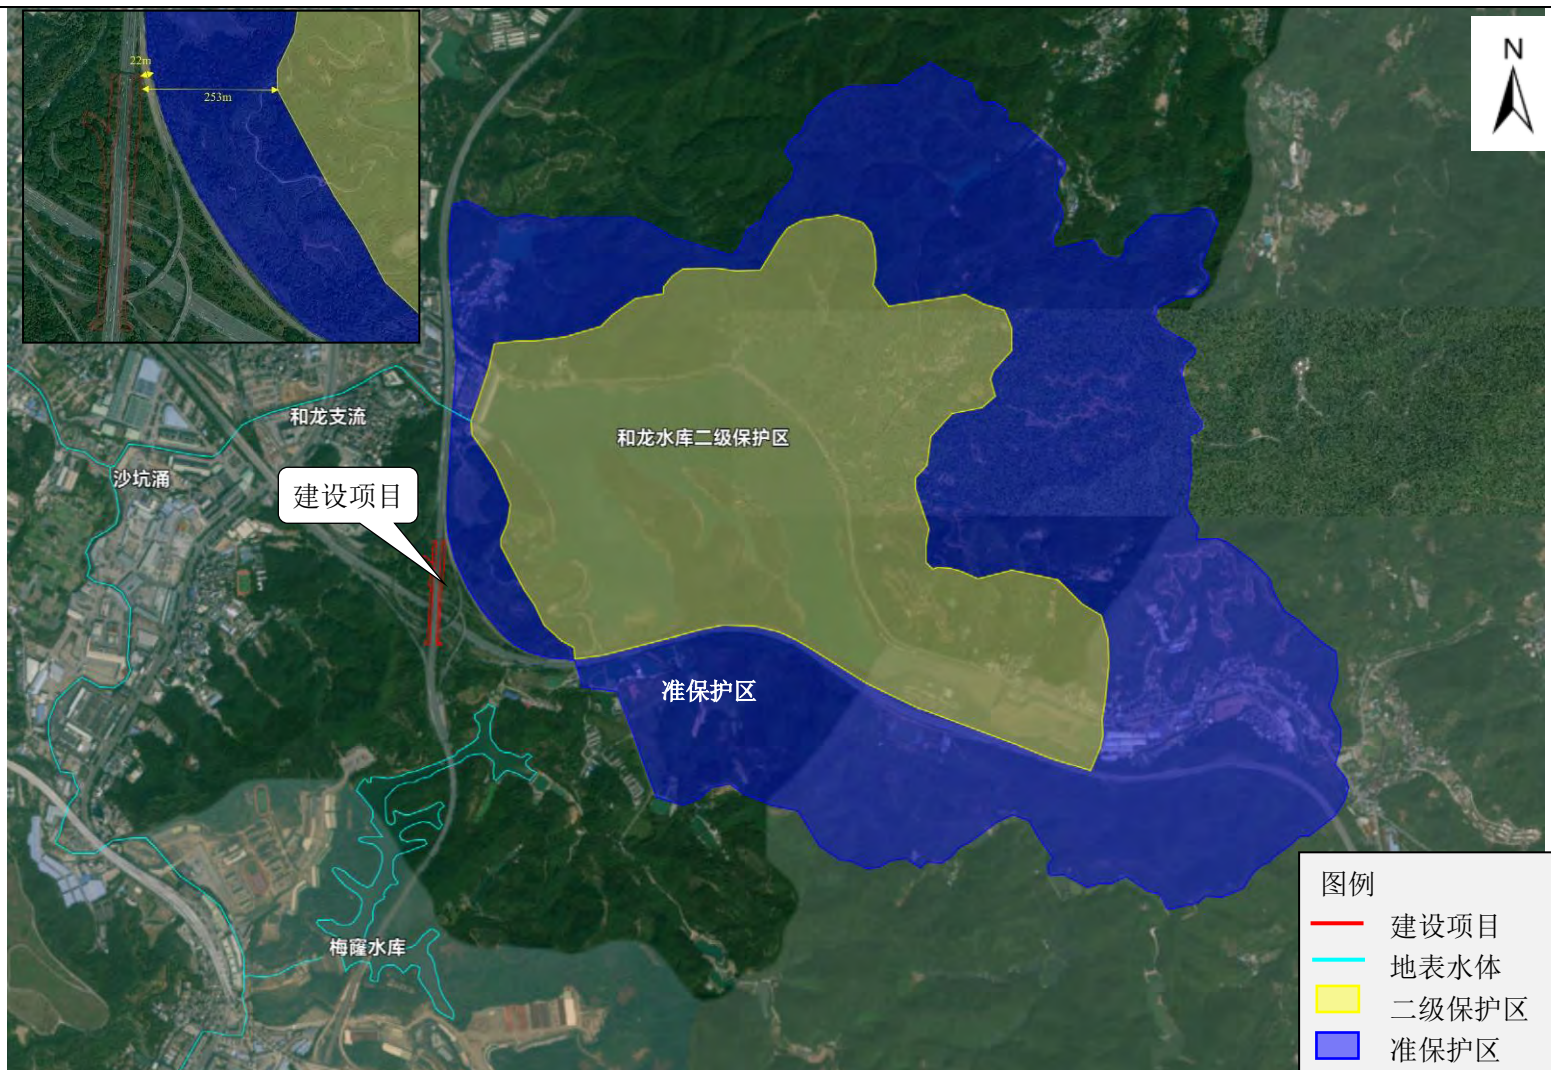 22m
253m
N
和龙支流
和龙水库二级保护区
沙坑涌
建设项目
准保护区
梅窿水库
图例
建设项目
地表水体
二级保护区
准保护区